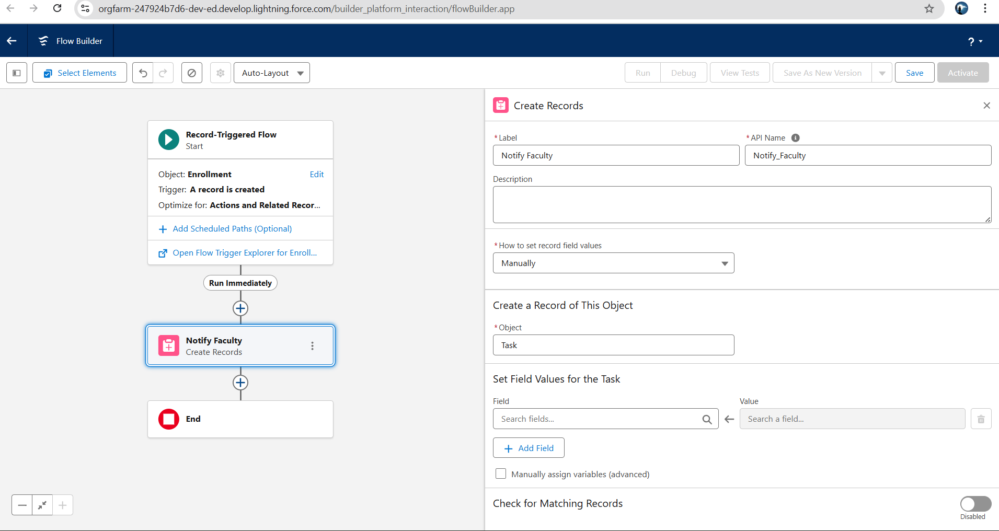 orgfarm-247924b7d6-dev-ed.develop.lightning.force.com/builder_platform_interaction/flowBuilder.app
Flow Builder
?
Select Elements
Auto-Layout
Run
Debug
View Tests
Save As New Version
Save
Activate
Record-Triggered Flow
Start
Object: Enrollment
Edit
Trigger: A record is created
Optimize for: Actions and Related Recor...
Add Scheduled Paths (Optional)
Open Flow Trigger Explorer for Enroll...
Run Immediately
Notify Faculty
Create Records
End
Create Records
*Label
Notify Faculty
*API Name
Notify_Faculty
Description
*How to set record field values
Manually
Create a Record of This Object
*Object
Task
Set Field Values for the Task
Field
Value
Search fields...
Search a field...
Add Field
Manually assign variables (advanced)
Check for Matching Records
Disabled